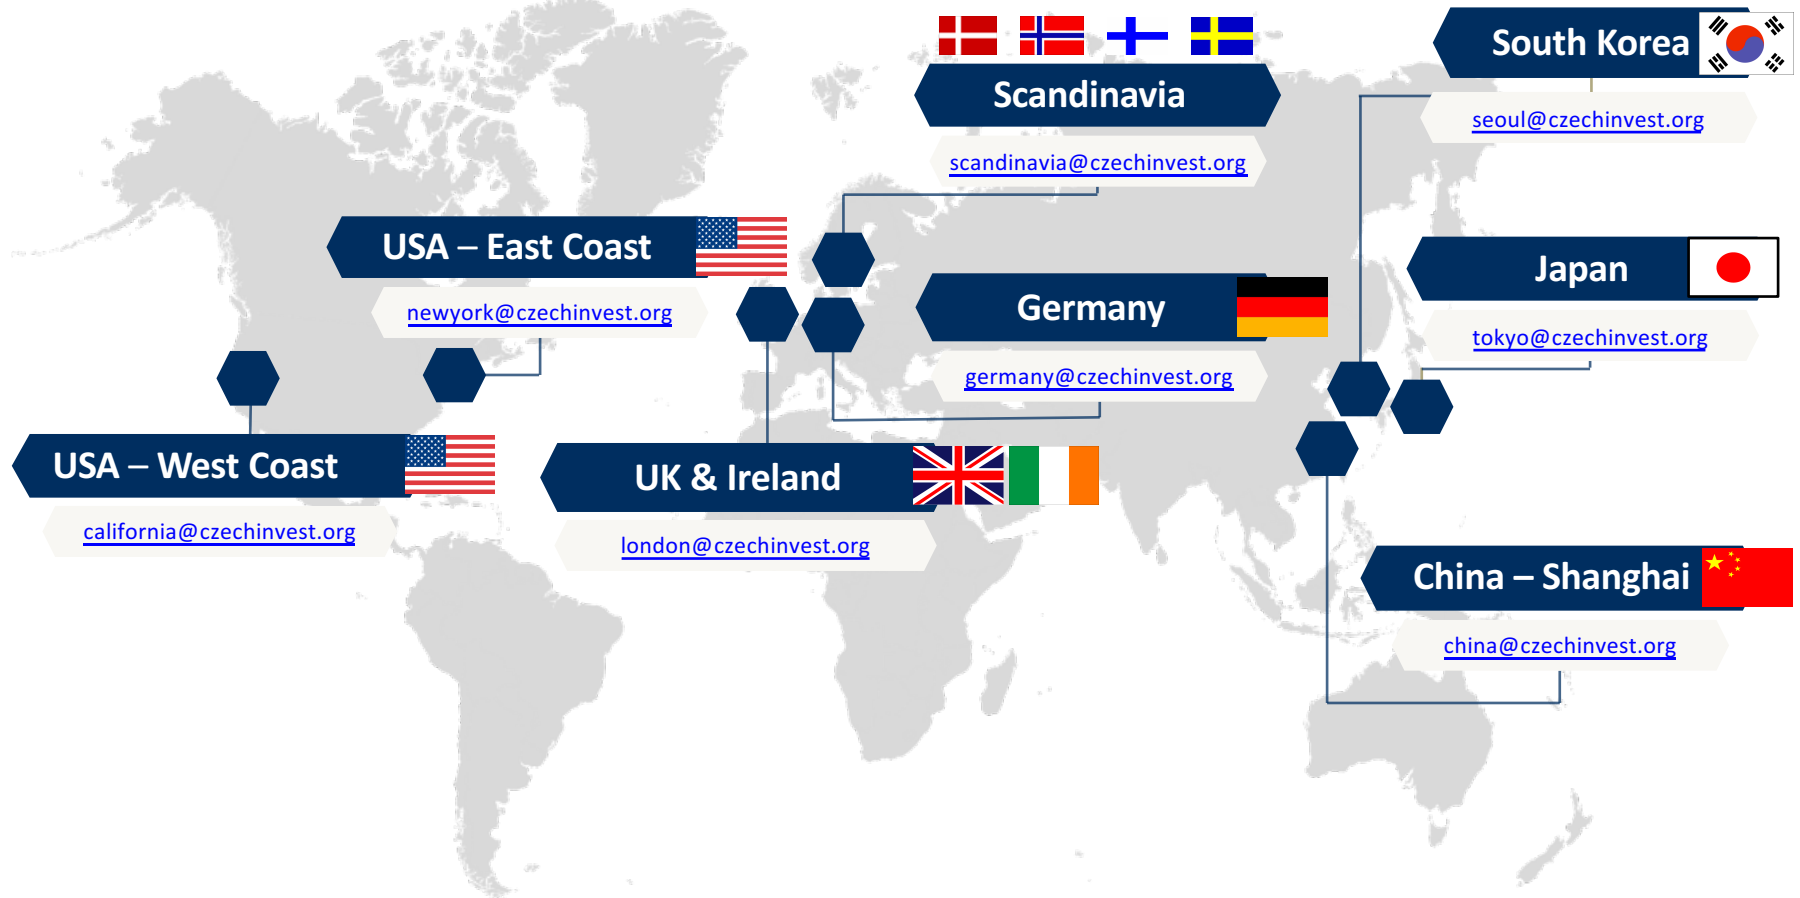 South Korea
seoul@czechinvest.org
Scandinavia
scandinavia@czechinvest.org
USA – East Coast
newyork@czechinvest.org
Japan
tokyo@czechinvest.org
Germany
germany@czechinvest.org
USA – West Coast
california@czechinvest.org
UK & Ireland
london@czechinvest.org
China – Shanghai
china@czechinvest.org